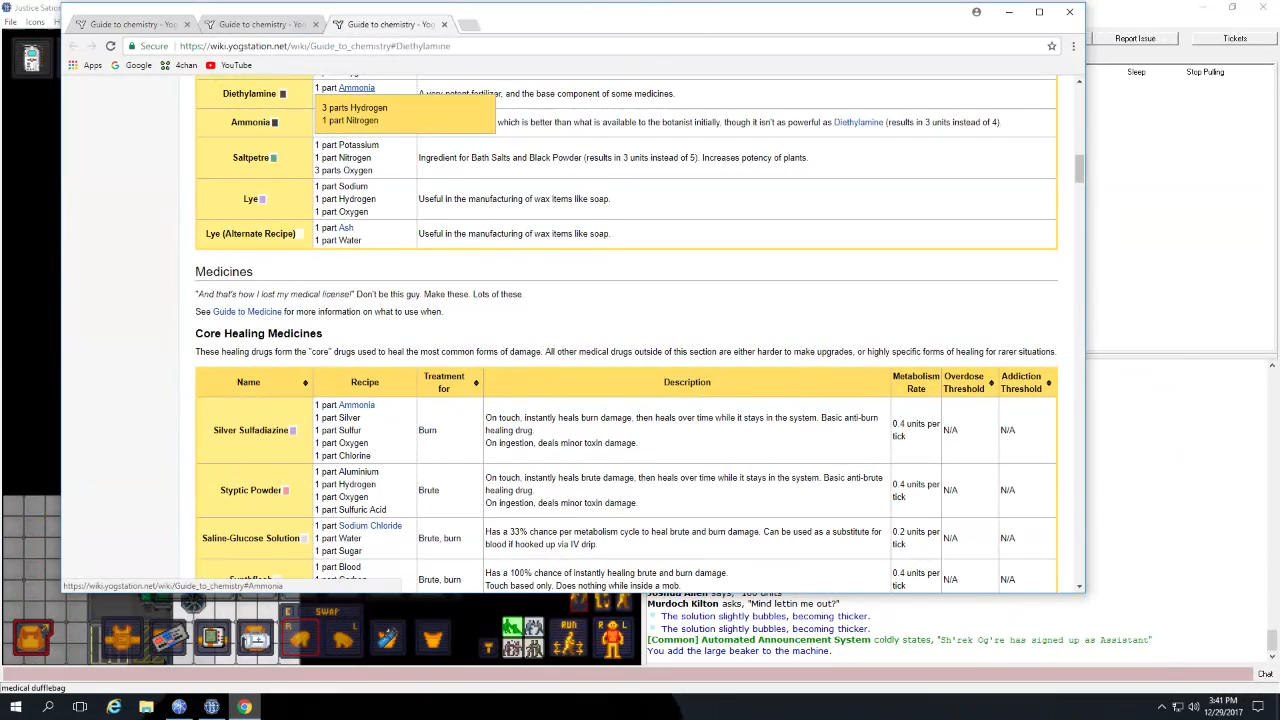 Justice Sation
File Icons
Guide to chemistry - Yog
Guide to chemistry - Yog
Guide to chemistry - Yog
Secure https://wiki.yogstation.net/wiki/Guide_to_chemistry#Diethylamine
Report Issue Tickets
Apps Google 4chan YouTube
Sleep Stop Pulling
Diethylamine 1 part Ammonia A very potent fertilizer, and the base component of some medicines.
3 parts Hydrogen
1 part Nitrogen
Ammonia which is better than what is available to the botanist initially, though it isn't as powerful as Diethylamine (results in 3 units instead of 4).
1 part Potassium
Saltpetre 1 part Nitrogen Ingredient for Bath Salts and Black Powder (results in 3 units instead of 5). Increases potency of plants.
3 parts Oxygen
1 part Sodium
Lye 1 part Hydrogen Useful in the manufacturing of wax items like soap.
1 part Oxygen
Lye (Alternate Recipe) 1 part Ash Useful in the manufacturing of wax items like soap.
1 part Water
Medicines
"And that's how I lost my medical license!" Don't be this guy. Make these. Lots of these.
See Guide to Medicine for more information on what to use when.
Core Healing Medicines
These healing drugs form the "core" drugs used to heal the most common forms of damage. All other medical drugs outside of this section are either harder to make upgrades, or highly specific forms of healing for rarer situations.
Name Recipe Treatment for Description Metabolism Rate Overdose Threshold Addiction Threshold
1 part Ammonia
1 part Silver
Silver Sulfadiazine 1 part Sulfur Burn On touch, instantly heals burn damage, then heals over time while it stays in the system. Basic anti-burn healing drug. 0.4 units per tick N/A N/A
1 part Oxygen On ingestion, deals minor toxin damage.
1 part Chlorine
1 part Aluminium
Styptic Powder 1 part Hydrogen Brute On touch, instantly heals brute damage, then heals over time while it stays in the system. Basic anti-brute healing drug. 0.4 units per tick N/A N/A
1 part Oxygen On ingestion, deals minor toxin damage.
1 part Sulfuric Acid
1 part Sodium Chloride
Saline-Glucose Solution 1 part Water Brute, burn Has a 33% chance per metabolism cycle to heal brute and burn damage. Can be used as a substitute for blood if hooked up via IV drip. 0.2 units per tick N/A N/A
1 part Sugar
1 part Blood
Synthflesh Brute, burn Has a 100% chance of instantly healing brute and burn damage. 0.4 units per tick N/A N/A
Touch based only. Does nothing while inside a mob.
https://wiki.yogstation.net/wiki/Guide_to_chemistry#Ammonia
Murdoch Kilton asks, "Mind lettin me out?"
The solution slightly bubbles, becoming thicker.
The solution slightly bubbles, becoming thicker.
[Common] Automated Announcement System coldly states, "Sh'rek Og're has signed up as Assistant"
You add the large beaker to the machine.
E SWAP L
RUN R L
Chat
medical dufflebag
3:41 PM
12/29/2017